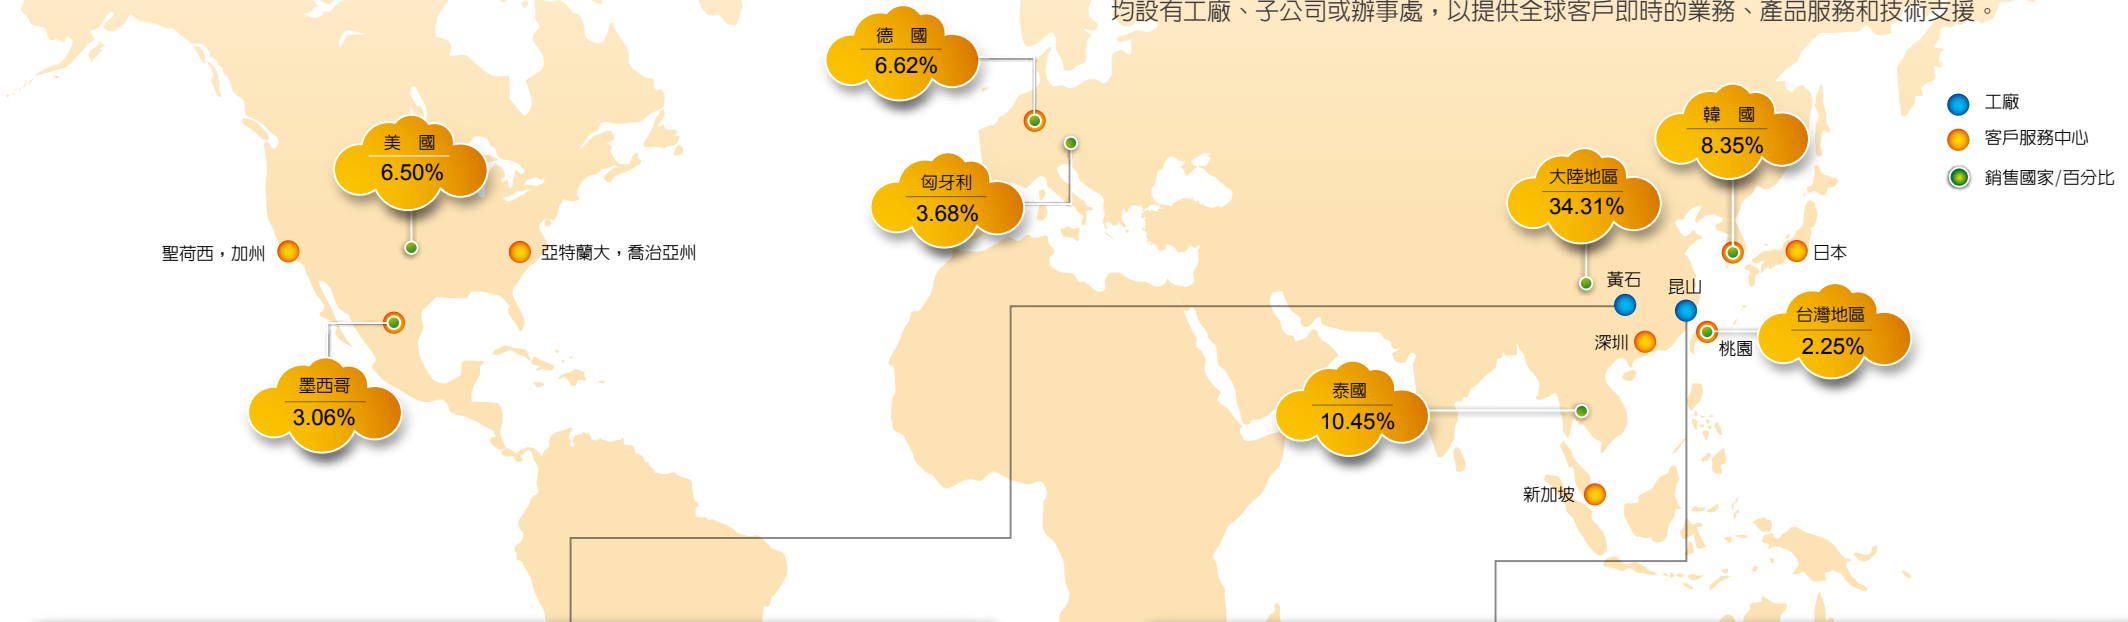 均設有工廠、子公司或辦事處，以提供全球客戶即時的業務、產品服務和技術支援。
德 國
6.62%
美 國
6.50%
匈牙利
3.68%
大陸地區
34.31%
韓 國
8.35%
工廠
客戶服務中心
銷售國家/百分比
聖荷西，加州
亞特蘭大，喬治亞州
日本
黃石
昆山
深圳
桃園
台灣地區
2.25%
墨西哥
3.06%
泰國
10.45%
新加坡